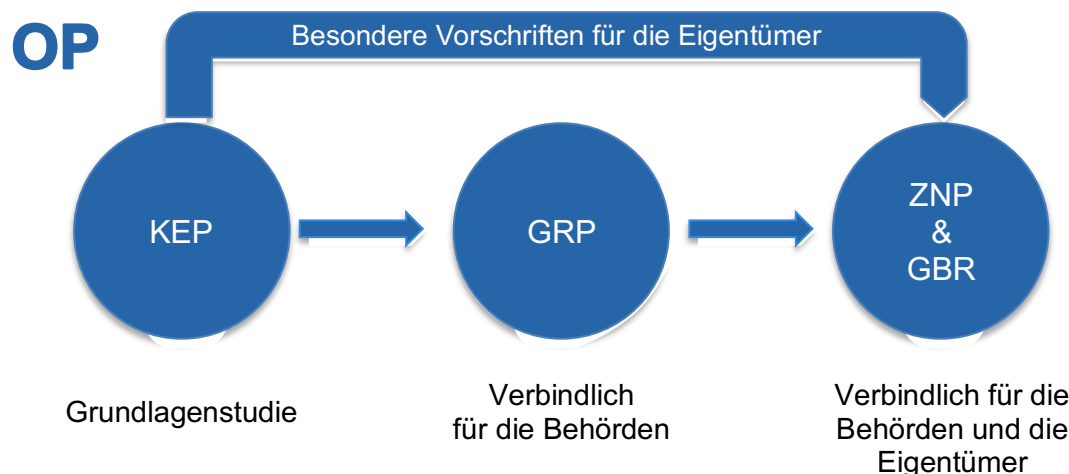 OP
Besondere Vorschriften für die Eigentümer
KEP
GRP
ZNP
&
GBR
Grundlagenstudie
Verbindlich
für die Behörden
Verbindlich für die
Behörden und die
Eigentümer